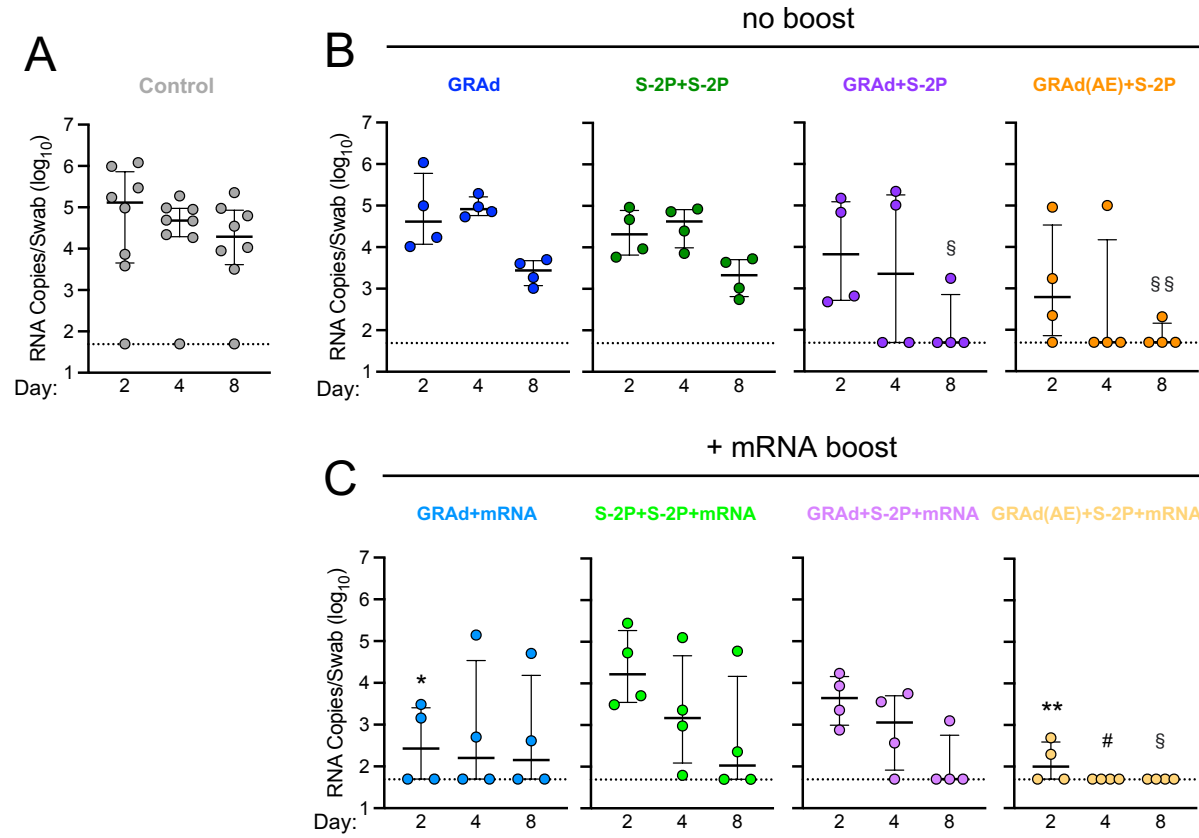 no boost
A
B
Control
GRAd
S-2P+S-2P
GRAd+S-2P
GRAd(AE)+S-2P
RNA Copies/Swab (log10)
7
6
5
4
3
2
1
RNA Copies/Swab (log10)
7
6
5
4
3
2
1
§
§§
Day:
2 4 8
Day:
2 4 8
2 4 8
2 4 8
2 4 8
+ mRNA boost
C
GRAd+mRNA
S-2P+S-2P+mRNA
GRAd+S-2P+mRNA
GRAd(AE)+S-2P+mRNA
RNA Copies/Swab (log10)
7
6
5
4
3
2
1
*
**
#
§
Day:
2 4 8
2 4 8
2 4 8
2 4 8